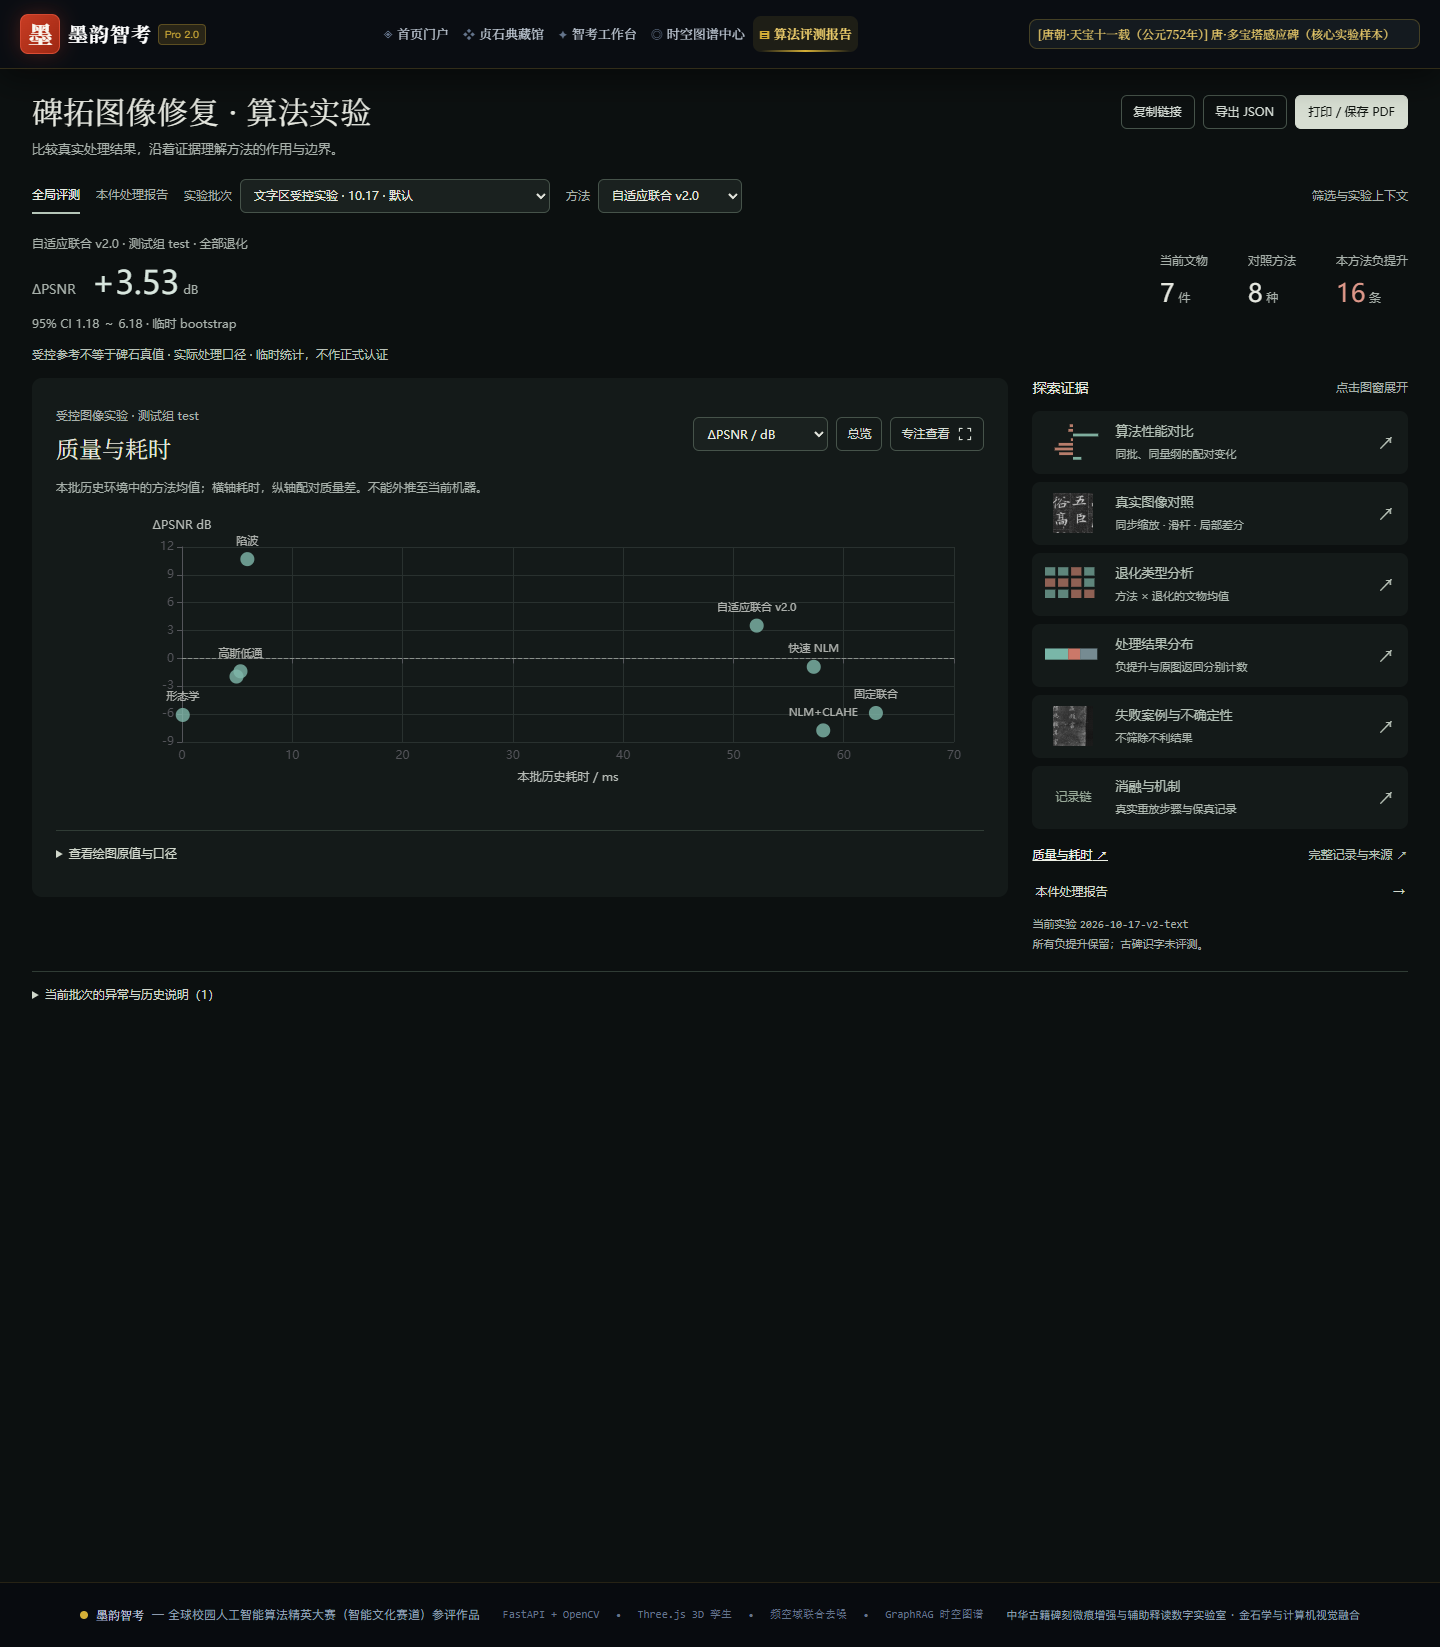 墨 墨韵智考 Pro 2.0
首页门户 贞石典藏馆 智考工作台 时空图谱中心 算法评测报告
[唐朝·天宝十一载（公元752年）] 唐·多宝塔感应碑（核心实验样本）
碑拓图像修复 · 算法实验
复制链接 导出 JSON 打印 / 保存 PDF
比较真实处理结果，沿着证据理解方法的作用与边界。
全局评测 本件处理报告 实验批次 文字区受控实验 · 10.17 · 默认 方法 自适应联合 v2.0 筛选与实验上下文
自适应联合 v2.0 · 测试组 test · 全部退化
ΔPSNR +3.53 dB
95% CI 1.18 ～ 6.18 · 临时 bootstrap
当前文物 对照方法 本方法负提升
7 件 8 种 16 条
受控参考不等于碑石真值 · 实际处理口径 · 临时统计，不作正式认证
受控图像实验 · 测试组 test
质量与耗时
ΔPSNR / dB 总览 专注查看
本批历史环境中的方法均值；横轴耗时，纵轴配对质量差。不能外推至当前机器。
ΔPSNR dB
陷波
自适应联合 v2.0
快速 NLM
高斯低通
形态学
固定联合
NLM+CLAHE
12
9
6
3
0
-3
-6
-9
0 10 20 30 40 50 60 70
本批历史耗时 / ms
查看绘图原值与口径
探索证据 点击图窗展开
算法性能对比
同批、同量纲的配对变化
真实图像对照
同步缩放 · 滑杆 · 局部差分
退化类型分析
方法 × 退化的文物均值
处理结果分布
负提升与原图返回分别计数
失败案例与不确定性
不筛除不利结果
记录链
消融与机制
真实重放步骤与保真记录
质量与耗时 ↗ 完整记录与来源 ↗
本件处理报告 →
当前实验 2026-10-17-v2-text
所有负提升保留；古碑识字未评测。
当前批次的异常与历史说明（1）
墨韵智考 — 全球校园人工智能算法精英大赛（智能文化赛道）参评作品 FastAPI + OpenCV • Three.js 3D 孪生 • 频空域联合去噪 • GraphRAG 时空图谱 中华古籍碑刻微痕增强与辅助释读数字实验室 · 金石学与计算机视觉融合